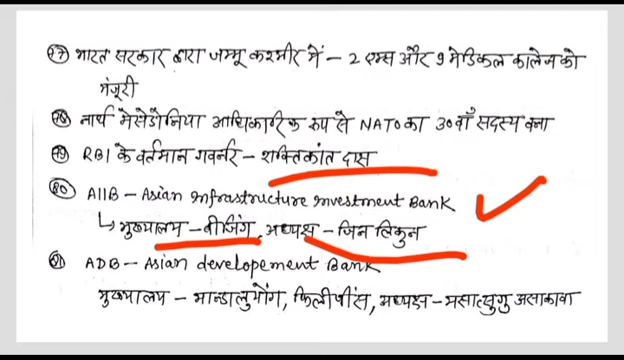 77) भारत सरकार द्वारा जम्मू कश्मीर में - 2 एम्स और 9 मेडिकल कालेज को
मंजूरी
78) नार्थ मेसेडोनिया आधिकारिक रूप से NATO का 30 वाँ सदस्य बना
79) RBI के वर्तमान गवर्नर - शक्तिकांत दास
80) AIIB - Asian Infrastructure Investment Bank
↳ मुख्यालय - बीजिंग, अध्यक्ष - जिन लिकुन
81) ADB - Asian developement Bank
मुख्यालय - मान्डालुयोंग, फिलीपींस, अध्यक्ष - मसात्सुगु असाकावा